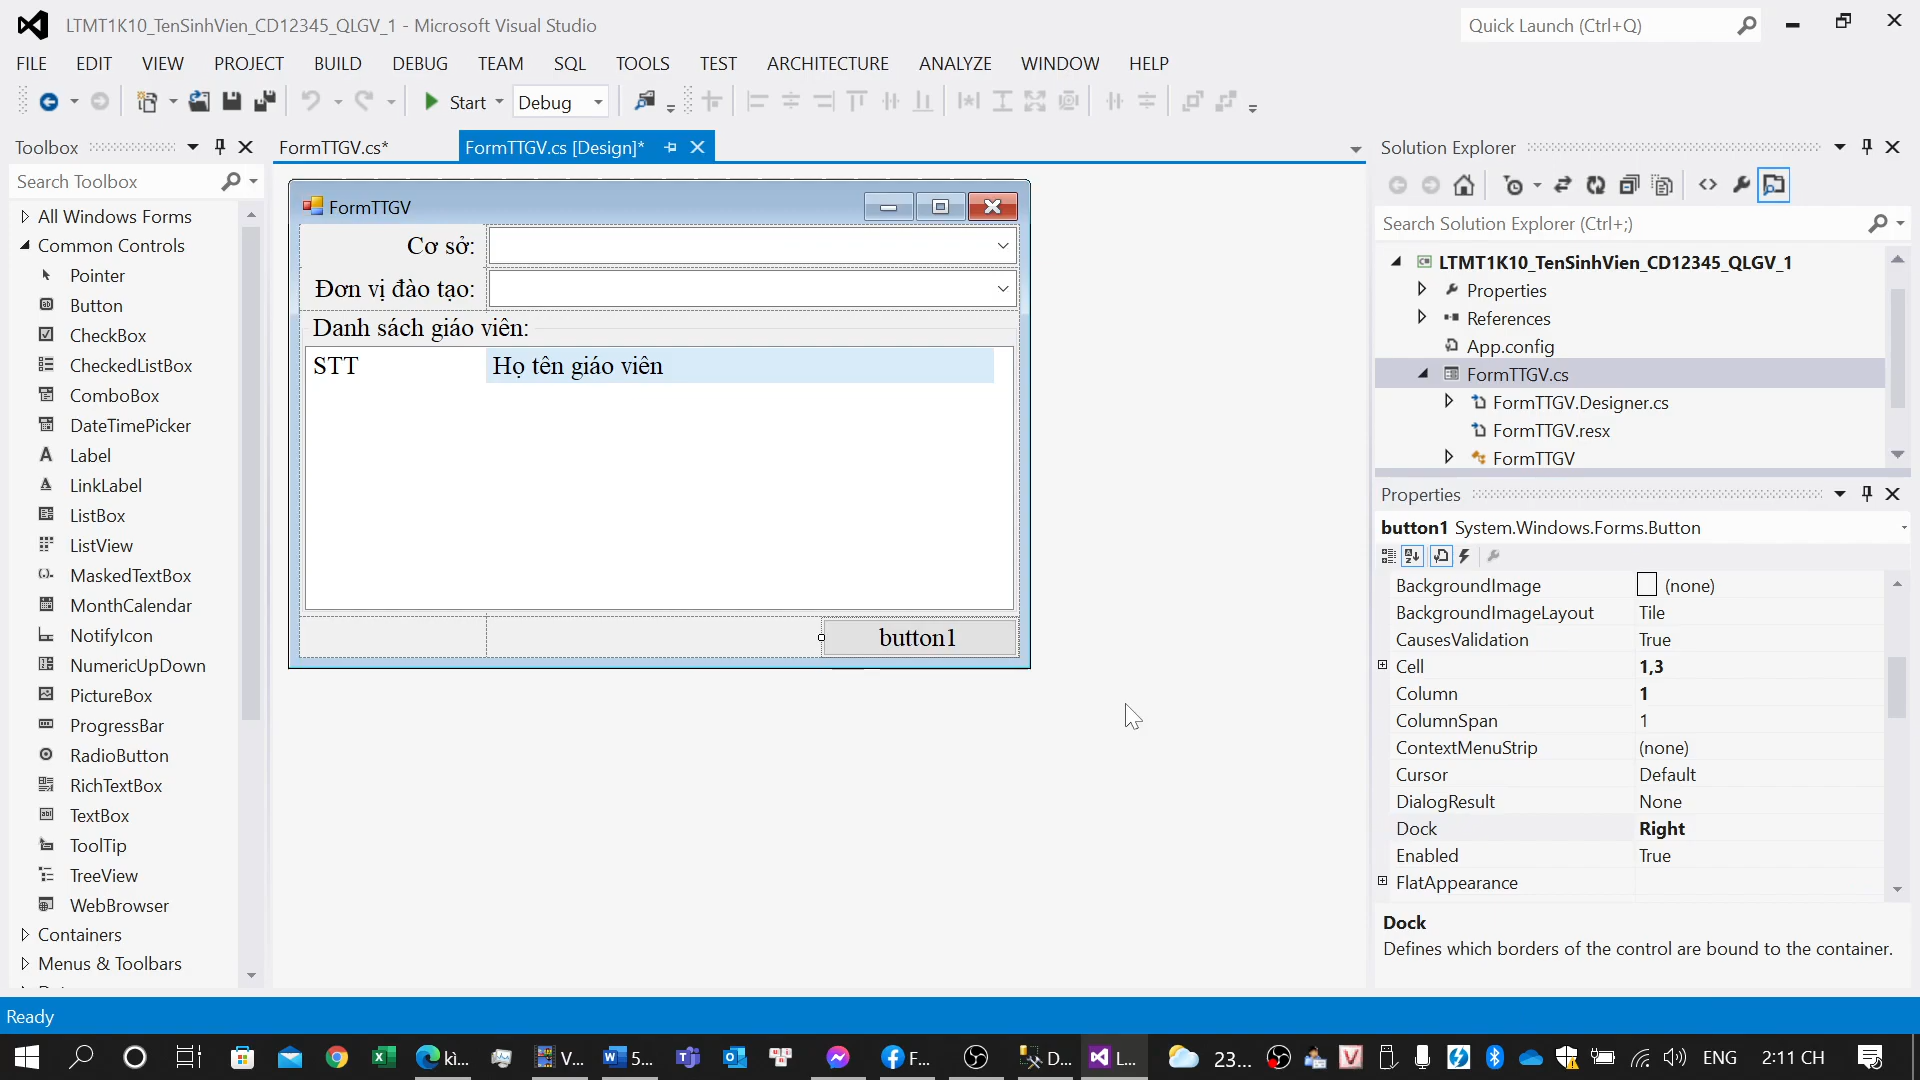 LTMT1K10_TenSinhVien_CD12345_QLGV_1 - Microsoft Visual Studio
Quick Launch (Ctrl+Q)
FILE EDIT VIEW PROJECT BUILD DEBUG TEAM SQL TOOLS TEST ARCHITECTURE ANALYZE WINDOW HELP
Start Debug
Toolbox
Search Toolbox
All Windows Forms
Common Controls
Pointer
Button
CheckBox
CheckedListBox
ComboBox
DateTimePicker
Label
LinkLabel
ListBox
ListView
MaskedTextBox
MonthCalendar
NotifyIcon
NumericUpDown
PictureBox
ProgressBar
RadioButton
RichTextBox
TextBox
ToolTip
TreeView
WebBrowser
Containers
Menus & Toolbars
FormTTGV.cs*
FormTTGV.cs [Design]*
FormTTGV
Cơ sở:
Đơn vị đào tạo:
Danh sách giáo viên:
STT Họ tên giáo viên
button1
Solution Explorer
Search Solution Explorer (Ctrl+;)
LTMT1K10_TenSinhVien_CD12345_QLGV_1
Properties
References
App.config
FormTTGV.cs
FormTTGV.Designer.cs
FormTTGV.resx
FormTTGV
Properties
button1 System.Windows.Forms.Button
BackgroundImage (none)
BackgroundImageLayout Tile
CausesValidation True
Cell 1,3
Column 1
ColumnSpan 1
ContextMenuStrip (none)
Cursor Default
DialogResult None
Dock Right
Enabled True
FlatAppearance
Dock
Defines which borders of the control are bound to the container.
Ready
kì... V... 5... F... D... L... 23... ENG 2:11 CH